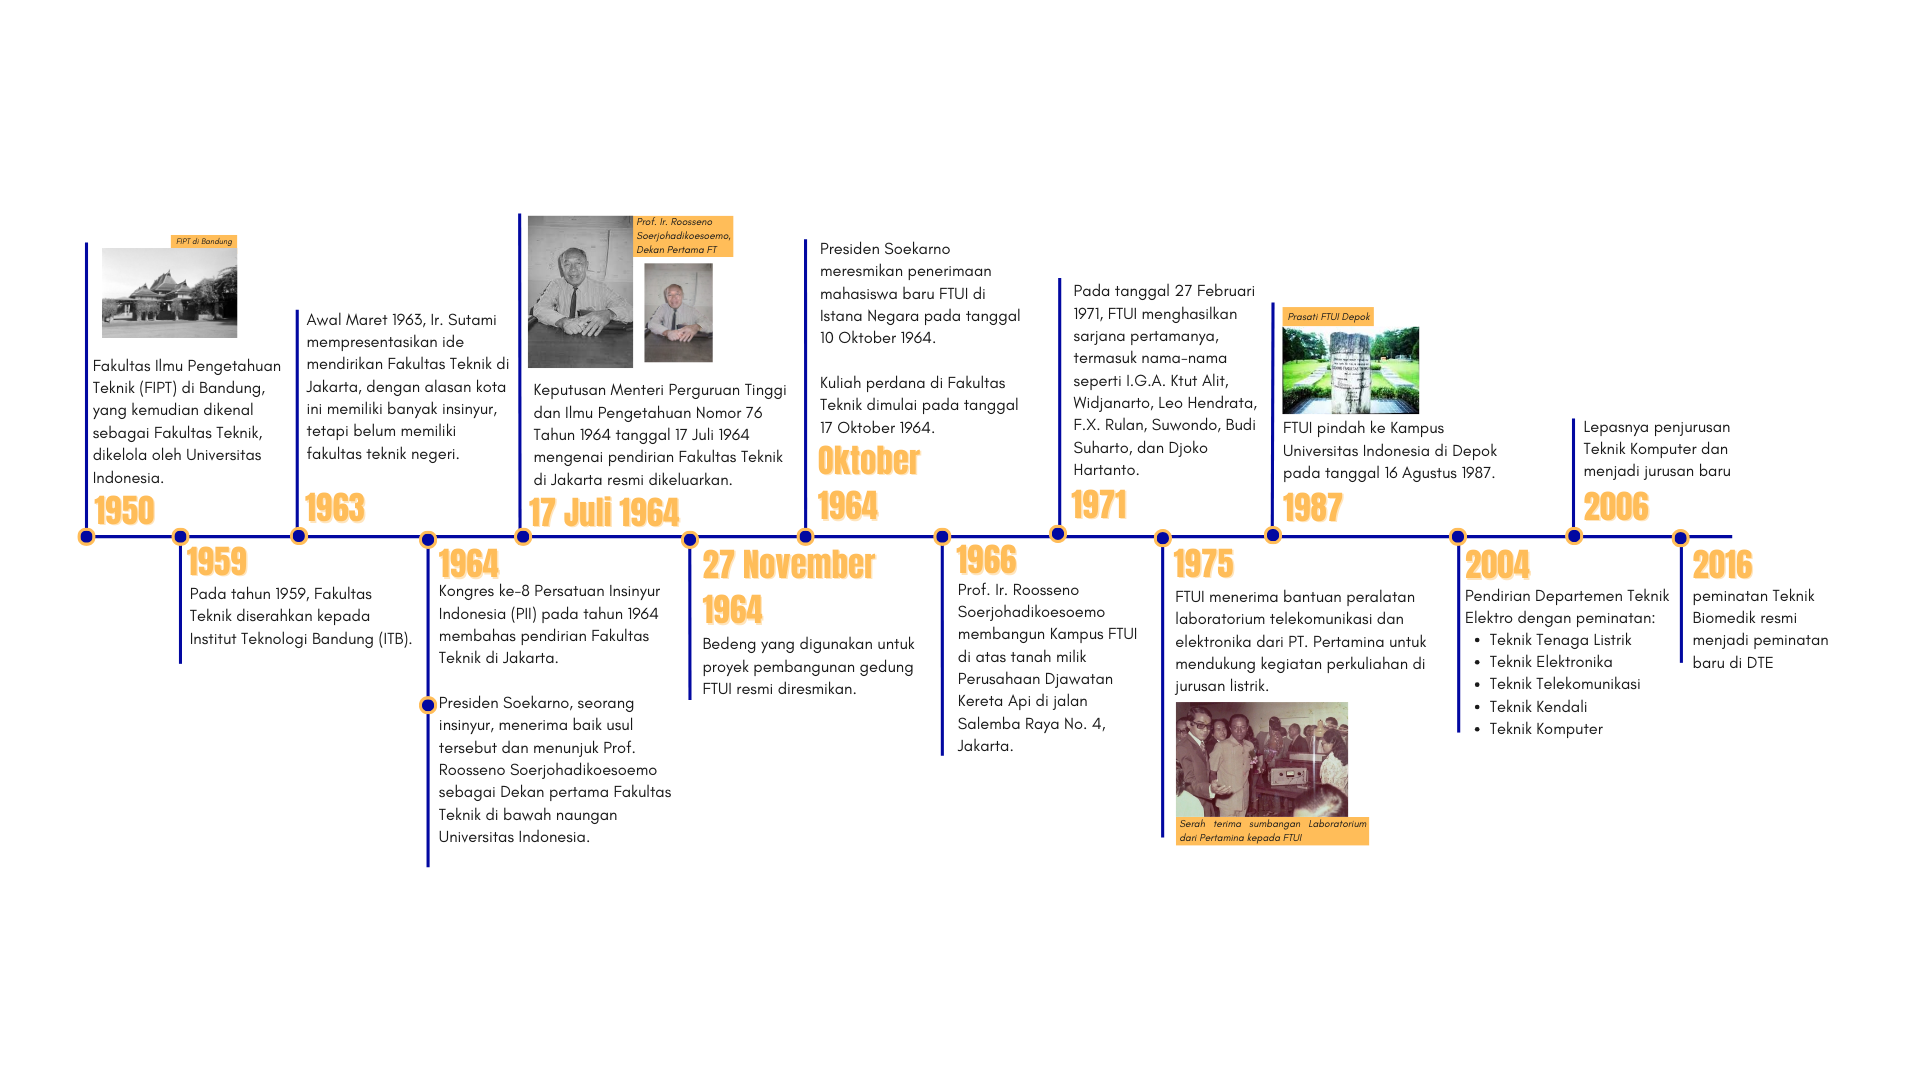 FIPT di Bandung
Fakultas Ilmu Pengetahuan
Teknik (FIPT) di Bandung,
yang kemudian dikenal
sebagai Fakultas Teknik,
dikelola oleh Universitas
Indonesia.
1950
1959
Pada tahun 1959, Fakultas
Teknik diserahkan kepada
Institut Teknologi Bandung (ITB).
Awal Maret 1963, Ir. Sutami
mempresentasikan ide
mendirikan Fakultas Teknik di
Jakarta, dengan alasan kota
ini memiliki banyak insinyur,
tetapi belum memiliki
fakultas teknik negeri.
1963
1964
Kongres ke-8 Persatuan Insinyur
Indonesia (PII) pada tahun 1964
membahas pendirian Fakultas
Teknik di Jakarta.
Presiden Soekarno, seorang
insinyur, menerima baik usul
tersebut dan menunjuk Prof.
Roosseno Soerjohadikoesoemo
sebagai Dekan pertama Fakultas
Teknik di bawah naungan
Universitas Indonesia.
Prof. Ir. Roosseno
Soerjohadikoesoemo,
Dekan Pertama FT
Keputusan Menteri Perguruan Tinggi
dan Ilmu Pengetahuan Nomor 76
Tahun 1964 tanggal 17 Juli 1964
mengenai pendirian Fakultas Teknik
di Jakarta resmi dikeluarkan.
17 Juli 1964
27 November
1964
Bedeng yang digunakan untuk
proyek pembangunan gedung
FTUI resmi diresmikan.
Presiden Soekarno
meresmikan penerimaan
mahasiswa baru FTUI di
Istana Negara pada tanggal
10 Oktober 1964.
Kuliah perdana di Fakultas
Teknik dimulai pada tanggal
17 Oktober 1964.
Oktober
1964
1966
Prof. Ir. Roosseno
Soerjohadikoesoemo
membangun Kampus FTUI
di atas tanah milik
Perusahaan Djawatan
Kereta Api di jalan
Salemba Raya No. 4,
Jakarta.
Pada tanggal 27 Februari
1971, FTUI menghasilkan
sarjana pertamanya,
termasuk nama-nama
seperti I.G.A. Ktut Alit,
Widjanarto, Leo Hendrata,
F.X. Rulan, Suwondo, Budi
Suharto, dan Djoko
Hartanto.
1971
1975
FTUI menerima bantuan peralatan
laboratorium telekomunikasi dan
elektronika dari PT. Pertamina untuk
mendukung kegiatan perkuliahan di
jurusan listrik.
Serah terima sumbangan Laboratorium
dari Pertamina kepada FTUI
Prasati FTUI Depok
FTUI pindah ke Kampus
Universitas Indonesia di Depok
pada tanggal 16 Agustus 1987.
1987
2004
Pendirian Departemen Teknik
Elektro dengan peminatan:
• Teknik Tenaga Listrik
• Teknik Elektronika
• Teknik Telekomunikasi
• Teknik Kendali
• Teknik Komputer
Lepasnya penjurusan
Teknik Komputer dan
menjadi jurusan baru
2006
2016
peminatan Teknik
Biomedik resmi
menjadi peminatan
baru di DTE